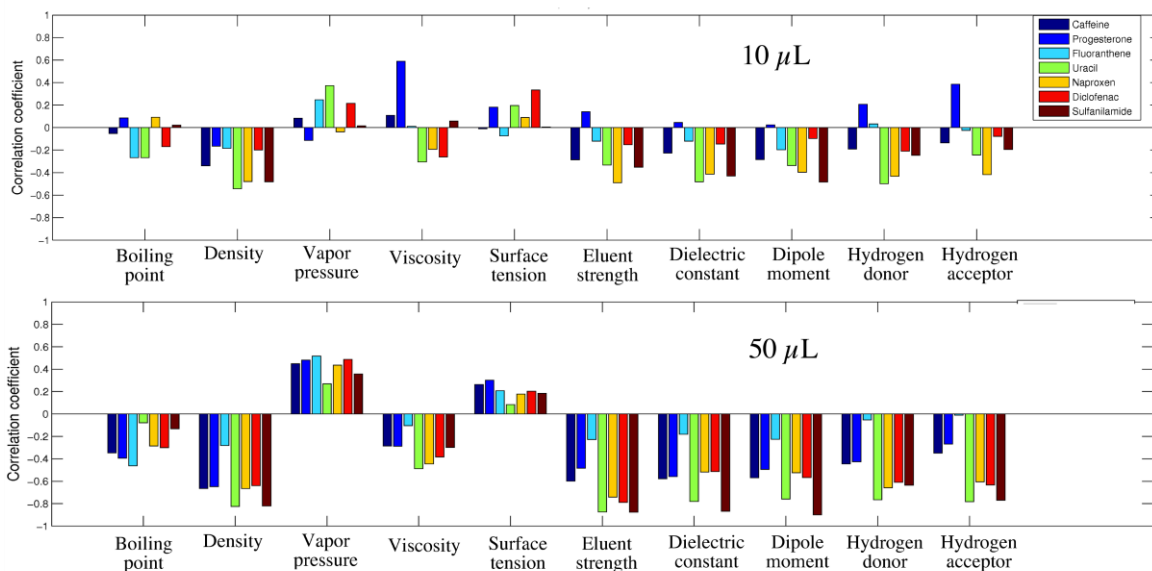 1
0.8
0.6
0.4
0.2
0
−0.2
−0.4
−0.6
−0.8
−1
Correlation coefficient
10 µL
Caffeine
Progesterone
Fluoranthene
Uracil
Naproxen
Diclofenac
Sulfanilamide
Boiling point
Density
Vapor pressure
Viscosity
Surface tension
Eluent strength
Dielectric constant
Dipole moment
Hydrogen donor
Hydrogen acceptor
1
0.8
0.6
0.4
0.2
0
−0.2
−0.4
−0.6
−0.8
−1
Correlation coefficient
50 µL
Boiling point
Density
Vapor pressure
Viscosity
Surface tension
Eluent strength
Dielectric constant
Dipole moment
Hydrogen donor
Hydrogen acceptor